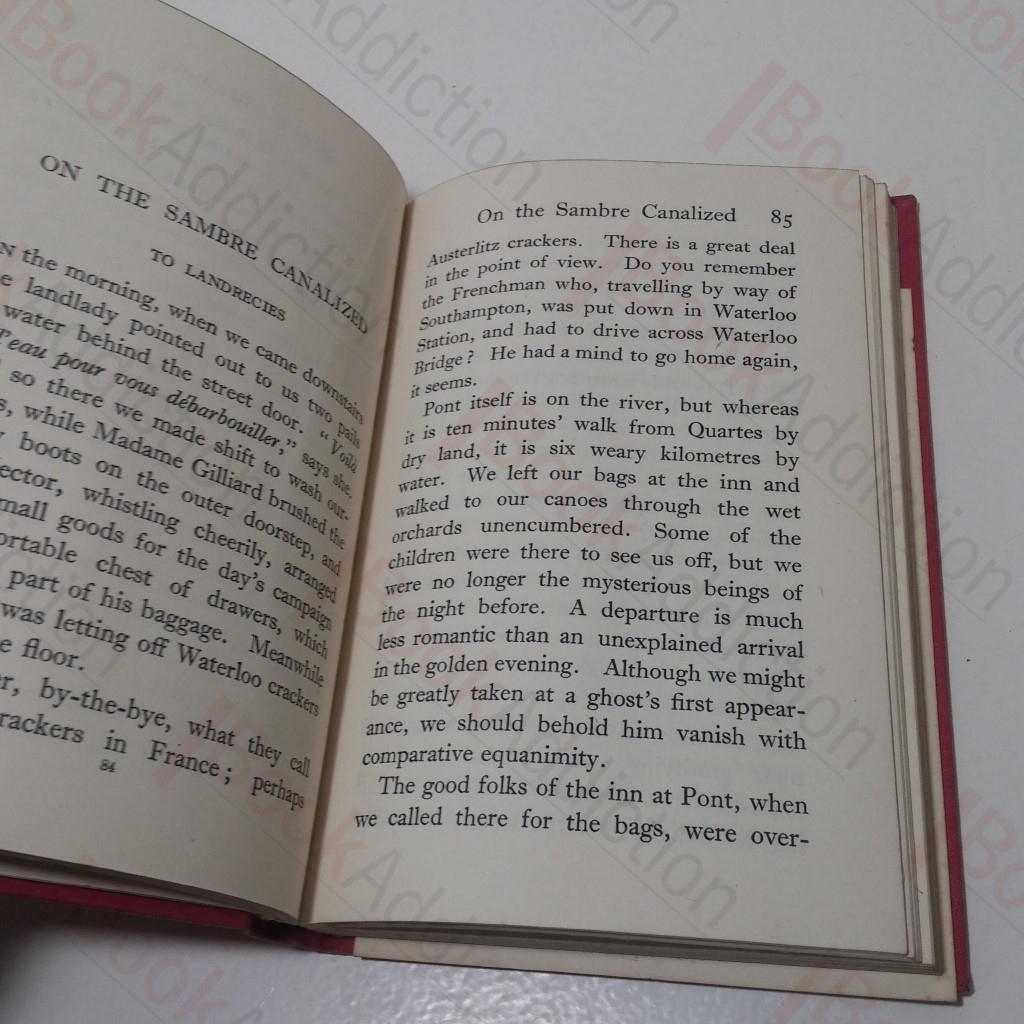 ON THE SAMBRE CANALIZED
TO LANDRECIES
N the morning, when we came downstairs
e landlady pointed out to us two pails
water behind the street door. "Voilà
l'eau pour vous débarbouiller," says she.
so there we made shift to wash our-
s, while Madame Gilliard brushed the
boots on the outer doorstep, and
ector, whistling cheerily, arranged
mall goods for the day's campaign
ortable chest of drawers, which
part of his baggage. Meanwhile
was letting off Waterloo crackers
e floor.
er, by-the-bye, what they call
rackers in France; perhaps
84
On the Sambre Canalized 85
Austerlitz crackers. There is a great deal
in the point of view. Do you remember
the Frenchman who, travelling by way of
Southampton, was put down in Waterloo
Station, and had to drive across Waterloo
Bridge? He had a mind to go home again,
it seems.
Pont itself is on the river, but whereas
it is ten minutes' walk from Quartes by
dry land, it is six weary kilometres by
water. We left our bags at the inn and
walked to our canoes through the wet
orchards unencumbered. Some of the
children were there to see us off, but we
were no longer the mysterious beings of
the night before. A departure is much
less romantic than an unexplained arrival
in the golden evening. Although we might
be greatly taken at a ghost's first appear-
ance, we should behold him vanish with
comparative equanimity.
The good folks of the inn at Pont, when
we called there for the bags, were over-
BookAddiction